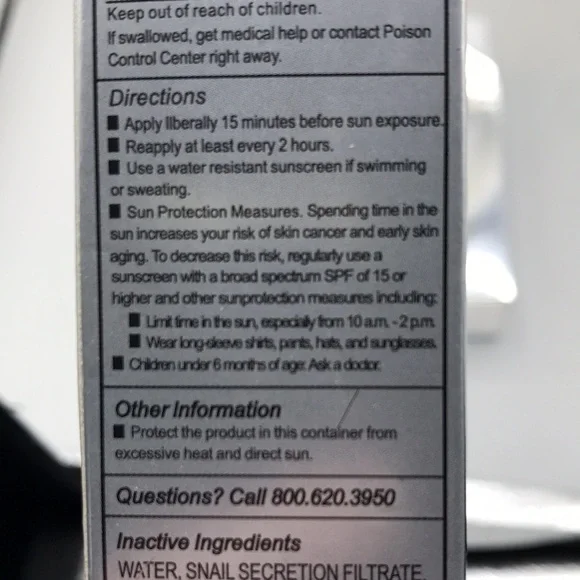 Keep out of reach of children.
If swallowed, get medical help or contact Poison
Control Center right away.
Directions
■ Apply liberally 15 minutes before sun exposure.
■ Reapply at least every 2 hours.
■ Use a water resistant sunscreen if swimming
or sweating.
■ Sun Protection Measures. Spending time in the
sun increases your risk of skin cancer and early skin
aging. To decrease this risk, regularly use a
sunscreen with a broad spectrum SPF of 15 or
higher and other sunprotection measures including:
■ Limit time in the sun, especially from 10 a.m. - 2 p.m.
■ Wear long-sleeve shirts, pants, hats, and sunglasses.
■ Children under 6 months of age: Ask a doctor.
Other Information
■ Protect the product in this container from
excessive heat and direct sun.
Questions? Call 800.620.3950
Inactive Ingredients
WATER, SNAIL SECRETION FILTRATE,